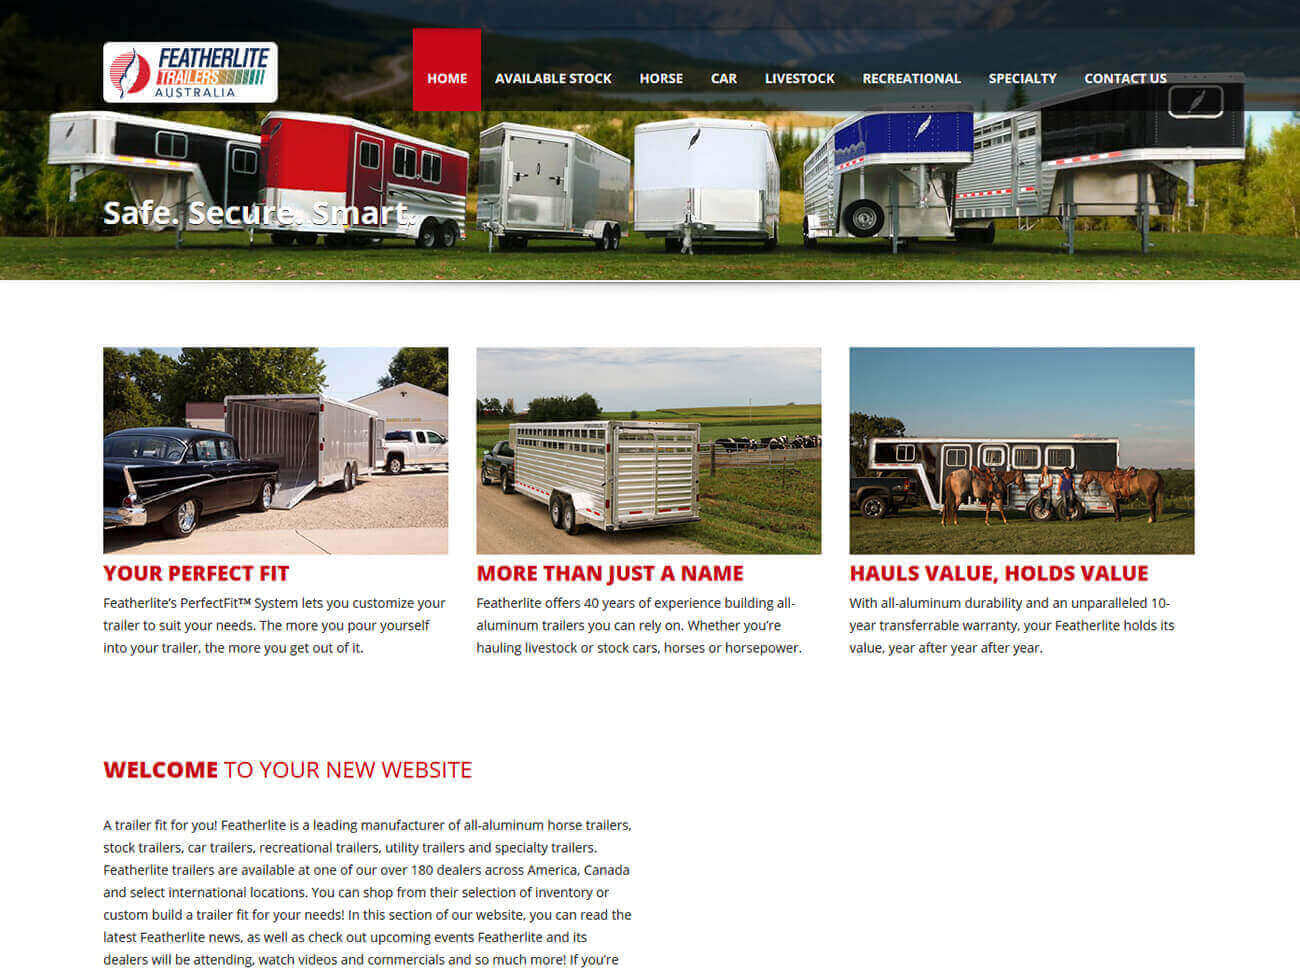 FEATHERLITE
TRAILERS
AUSTRALIA
HOME
AVAILABLE STOCK
HORSE
CAR
LIVESTOCK
RECREATIONAL
SPECIALTY
CONTACT US
Safe. Secure. Smart.
YOUR PERFECT FIT
Featherlite’s PerfectFit™ System lets you customize your
trailer to suit your needs. The more you pour yourself
into your trailer, the more you get out of it.
MORE THAN JUST A NAME
Featherlite offers 40 years of experience building all-
aluminum trailers you can rely on. Whether you’re
hauling livestock or stock cars, horses or horsepower.
HAULS VALUE, HOLDS VALUE
With all-aluminum durability and an unparalleled 10-
year transferrable warranty, your Featherlite holds its
value, year after year after year.
WELCOME TO YOUR NEW WEBSITE
A trailer fit for you! Featherlite is a leading manufacturer of all-aluminum horse trailers,
stock trailers, car trailers, recreational trailers, utility trailers and specialty trailers.
Featherlite trailers are available at one of our over 180 dealers across America, Canada
and select international locations. You can shop from their selection of inventory or
custom build a trailer fit for your needs! In this section of our website, you can read the
latest Featherlite news, as well as check out upcoming events Featherlite and its
dealers will be attending, watch videos and commercials and so much more! If you’re